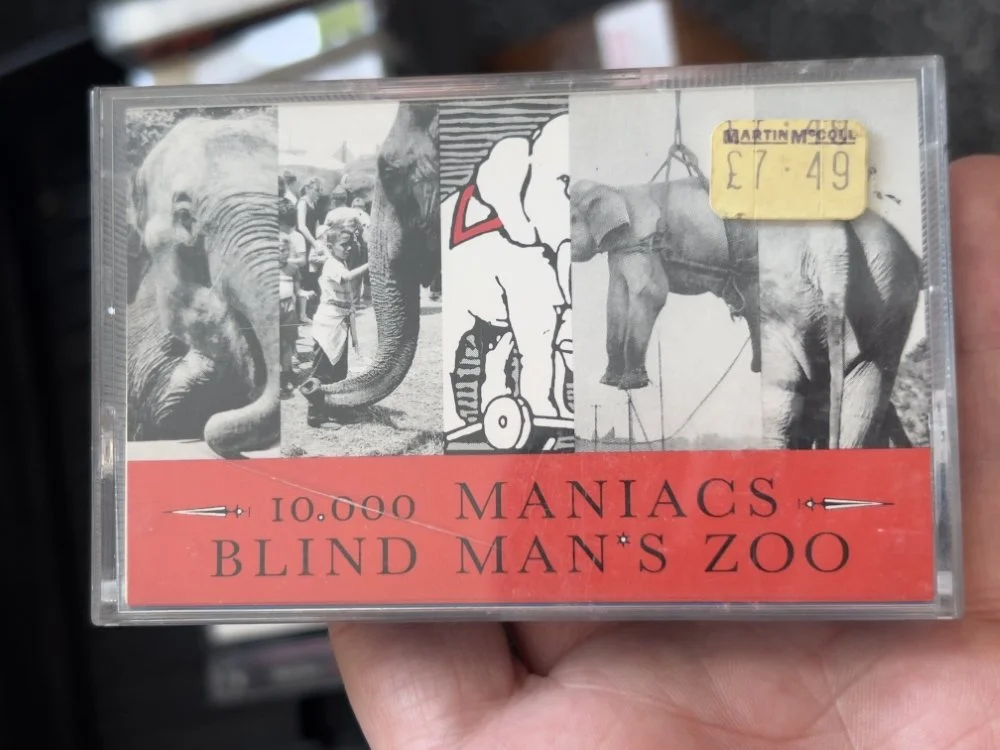 MARTIN McCOLL
£7.49
10.000 MANIACS
BLIND MAN'S ZOO